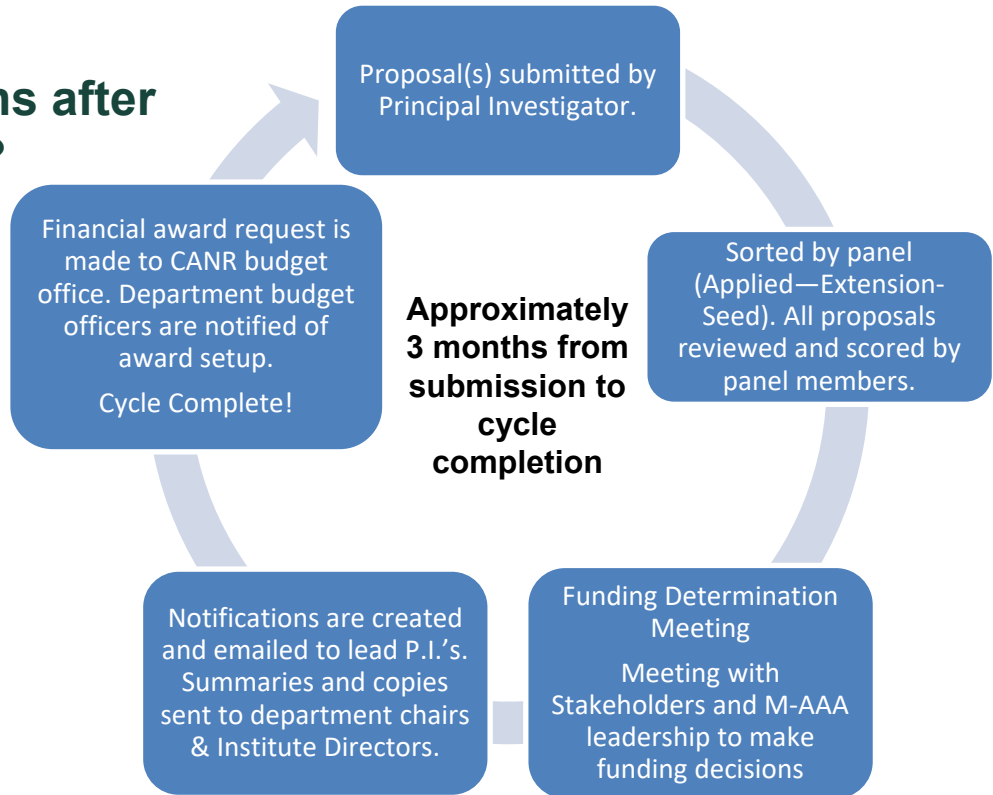 after
?
Proposal(s) submitted by
Principal Investigator.
Sorted by panel
(Applied—Extension-
Seed). All proposals
reviewed and scored by
panel members.
Funding Determination
Meeting
Meeting with
Stakeholders and M-AAA
leadership to make
funding decisions
Notifications are created
and emailed to lead P.I.'s.
Summaries and copies
sent to department chairs
& Institute Directors.
Financial award request is
made to CANR budget
office. Department budget
officers are notified of
award setup.
Cycle Complete!
Approximately
3 months from
submission to
cycle
completion